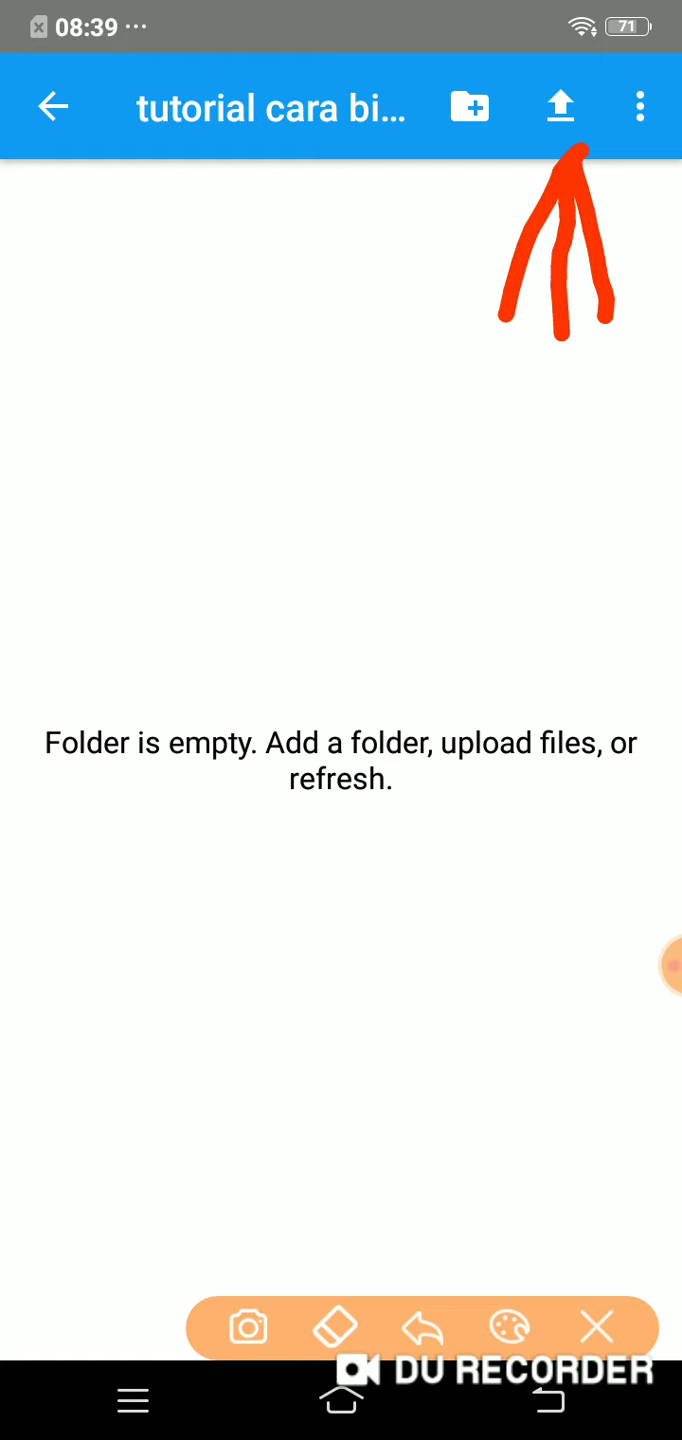 08:39 ...
71
tutorial cara bi...
Folder is empty. Add a folder, upload files, or
refresh.
DU RECORDER